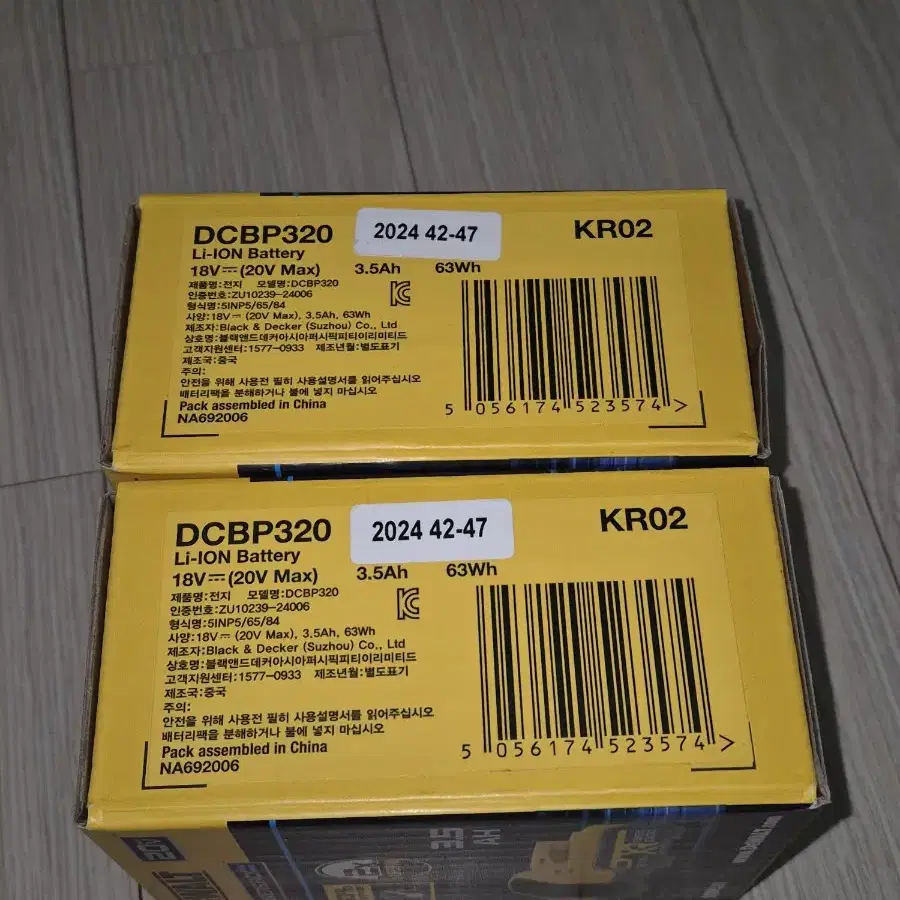 DCBP320
2024 42-47
KR02
Li-ION Battery
18V⎓(20V Max) 3.5Ah 63Wh
제품명:전지 모델명:DCBP320
인증번호:ZU10239-24006
형식명:5INP5/65/84
사양:18V⎓ (20V Max), 3.5Ah, 63Wh
제조자:Black & Decker (Suzhou) Co., Ltd
상호명:블랙앤드데커아시아퍼시픽피티이리미티드
고객지원센터:1577-0933 제조년월:별도표기
제조국:중국
주의:
안전을 위해 사용전 필히 사용설명서를 읽어주십시오
배터리팩을 분해하거나 불에 넣지 마십시오
Pack assembled in China
NA692006
5 056174 523574 >
DCBP320
2024 42-47
KR02
Li-ION Battery
18V⎓(20V Max) 3.5Ah 63Wh
제품명:전지 모델명:DCBP320
인증번호:ZU10239-24006
형식명:5INP5/65/84
사양:18V⎓ (20V Max), 3.5Ah, 63Wh
제조자:Black & Decker (Suzhou) Co., Ltd
상호명:블랙앤드데커아시아퍼시픽피티이리미티드
고객지원센터:1577-0933 제조년월:별도표기
제조국:중국
주의:
안전을 위해 사용전 필히 사용설명서를 읽어주십시오
배터리팩을 분해하거나 불에 넣지 마십시오
Pack assembled in China
NA692006
5 056174 523574 >
3.5 AH